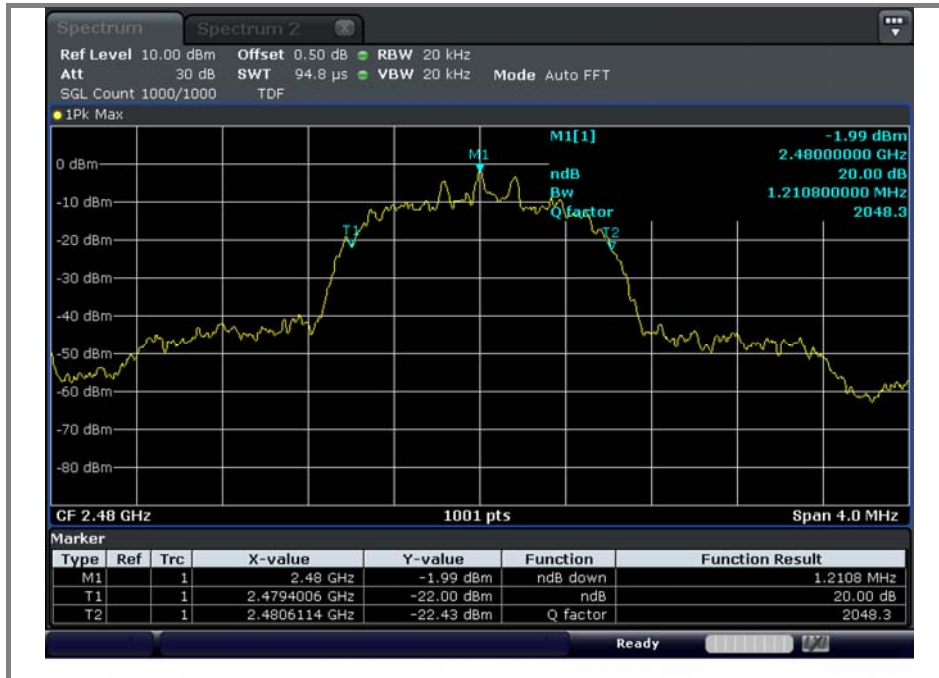 Spectrum Spectrum 2 X
Ref Level 10.00 dBm Offset 0.50 dB RBW 20 kHz
Att 30 dB SWT 94.8 µs VBW 20 kHz Mode Auto FFT
SGL Count 1000/1000 TDF
1Pk Max
M1[1] -1.99 dBm
2.48000000 GHz
ndB 20.00 dB
Bw 1.210800000 MHz
Q factor 2048.3
M1
T1
T2
0 dBm
-10 dBm
-20 dBm
-30 dBm
-40 dBm
-50 dBm
-60 dBm
-70 dBm
-80 dBm
CF 2.48 GHz 1001 pts Span 4.0 MHz
Marker
Type Ref Trc X-value Y-value Function Function Result
M1 1 2.48 GHz -1.99 dBm ndB down 1.2108 MHz
T1 1 2.4794006 GHz -22.00 dBm ndB 20.00 dB
T2 1 2.4806114 GHz -22.43 dBm Q factor 2048.3
Ready